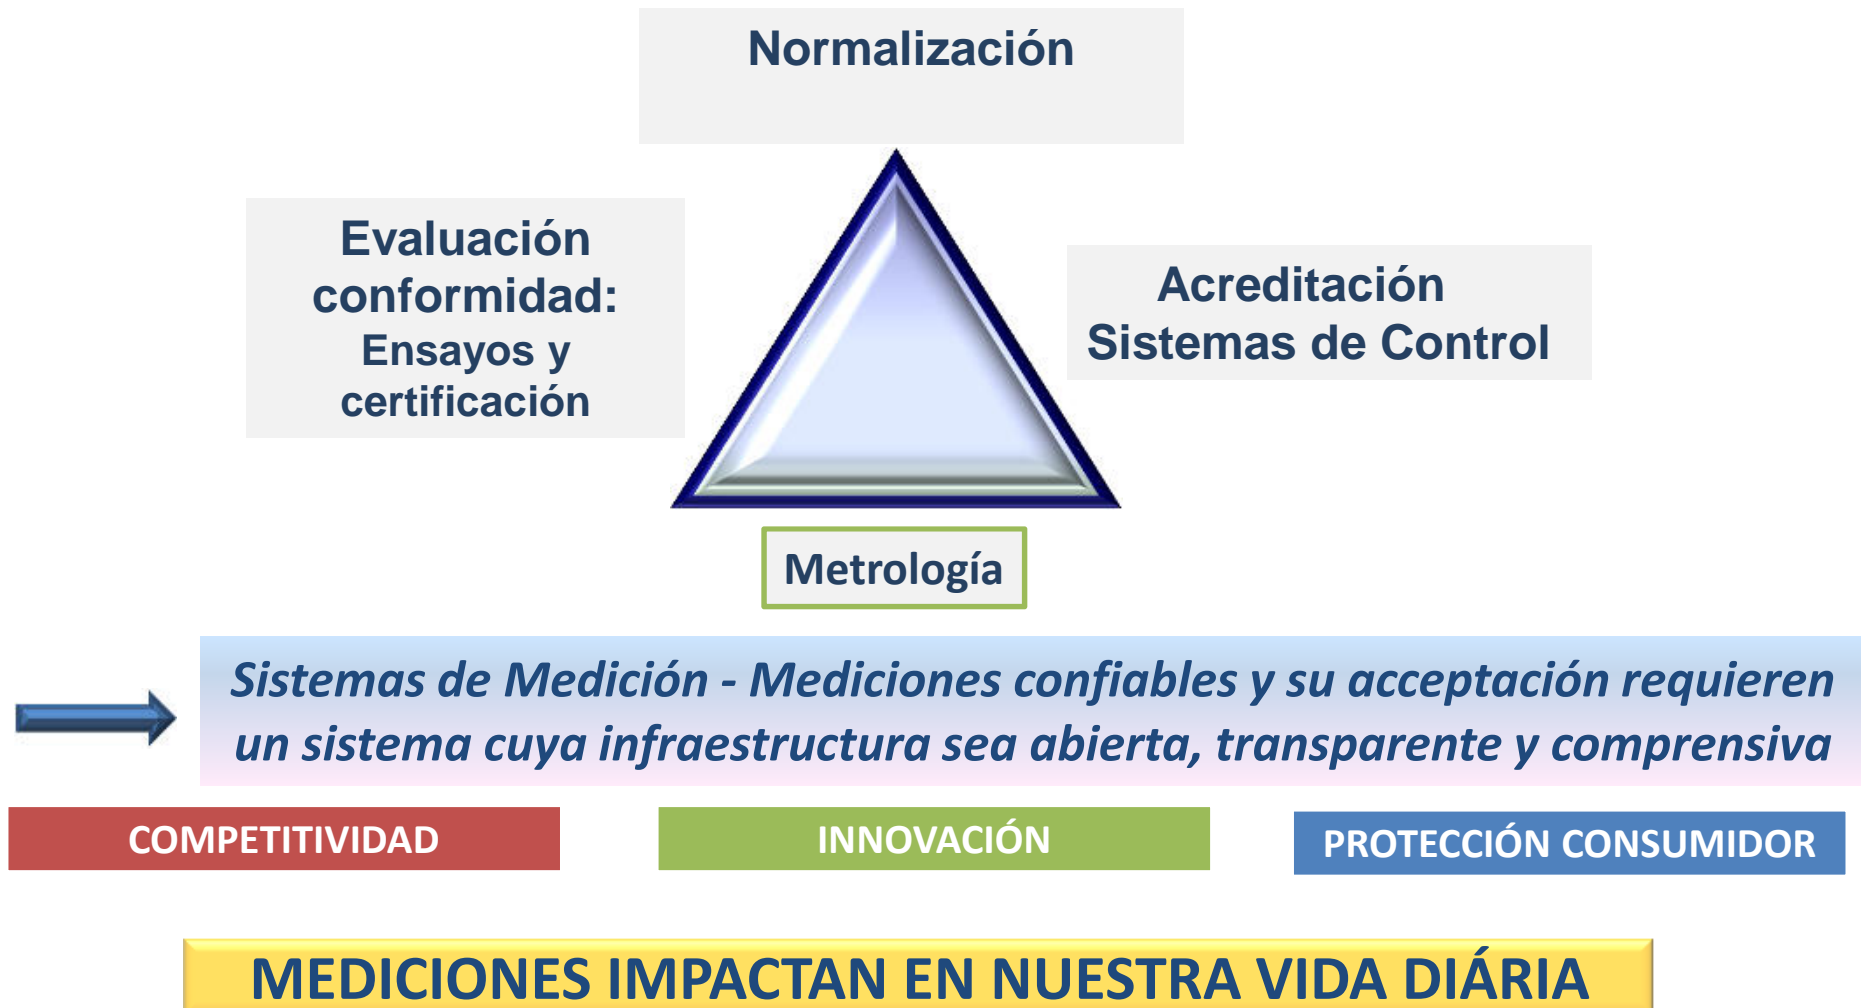 Normalización
Evaluación
conformidad:
Ensayos y
certificación
Acreditación
Sistemas de Control
Metrología
Sistemas de Medición - Mediciones confiables y su acceptación requieren
un sistema cuya infraestructura sea abierta, transparente y comprensiva
COMPETITIVIDAD
INNOVACIÓN
PROTECCIÓN CONSUMIDOR
MEDICIONES IMPACTAN EN NUESTRA VIDA DIÁRIA